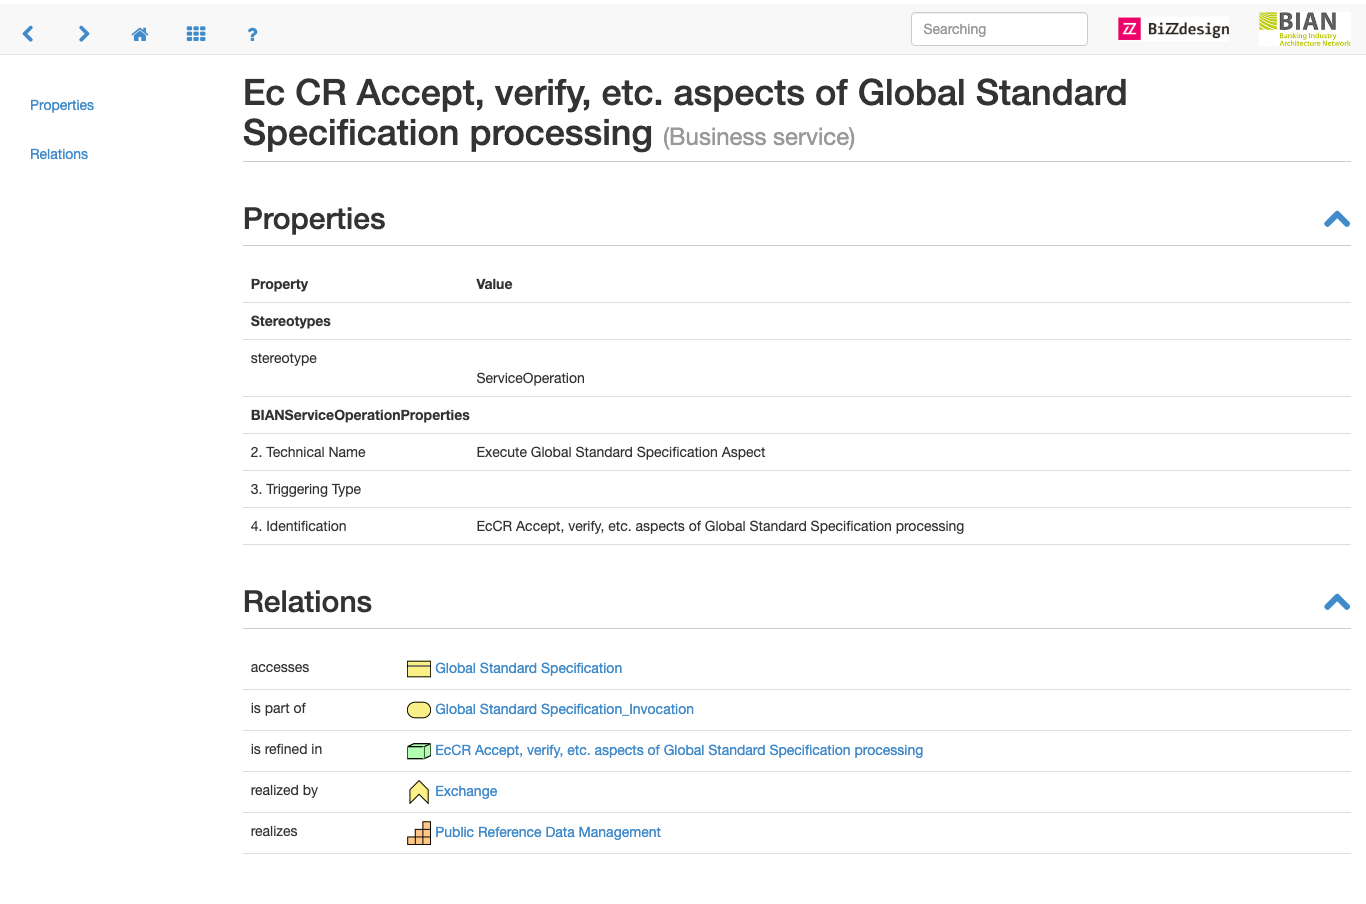 ?
Searching
ZZ BiZZdesign
BIAN
Banking Industry
Architecture Network
Properties
Relations
Ec CR Accept, verify, etc. aspects of Global Standard
Specification processing (Business service)
Properties
Property Value
Stereotypes
stereotype
ServiceOperation
BIANServiceOperationProperties
2. Technical Name Execute Global Standard Specification Aspect
3. Triggering Type
4. Identification EcCR Accept, verify, etc. aspects of Global Standard Specification processing
Relations
accesses Global Standard Specification
is part of Global Standard Specification_Invocation
is refined in EcCR Accept, verify, etc. aspects of Global Standard Specification processing
realized by Exchange
realizes Public Reference Data Management